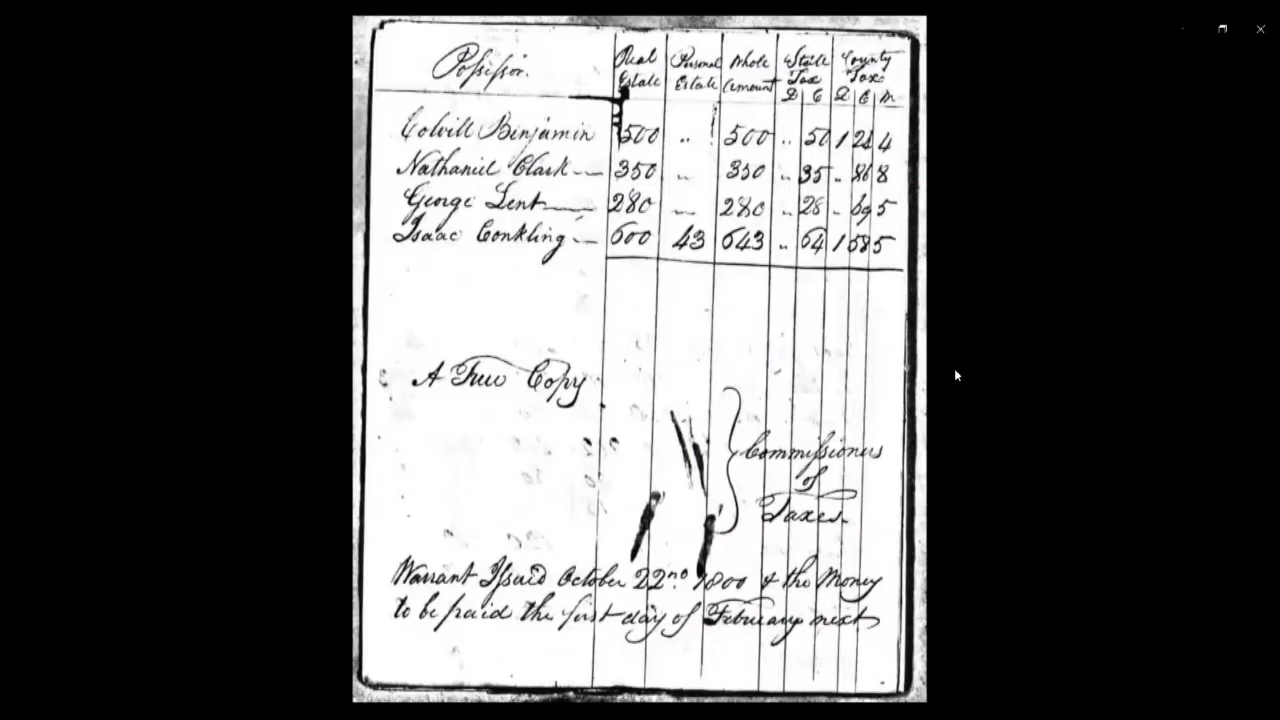 Possessor. Real Estate Personal Estate Whole Amount State Tax D C County Tax D C M
Colvill Benjamin 500 " 500 " 50 1 24 4
Nathaniel Clark 350 " 350 " 35 " 86 8
George Lent 280 " 280 " 28 " 69 5
Isaac Conkling 600 43 643 " 64 1 58 5
A True Copy
Commissioners
of
Taxes.
Warrant Issued October 22nd 1800 & the Money
to be paid the first day of February next